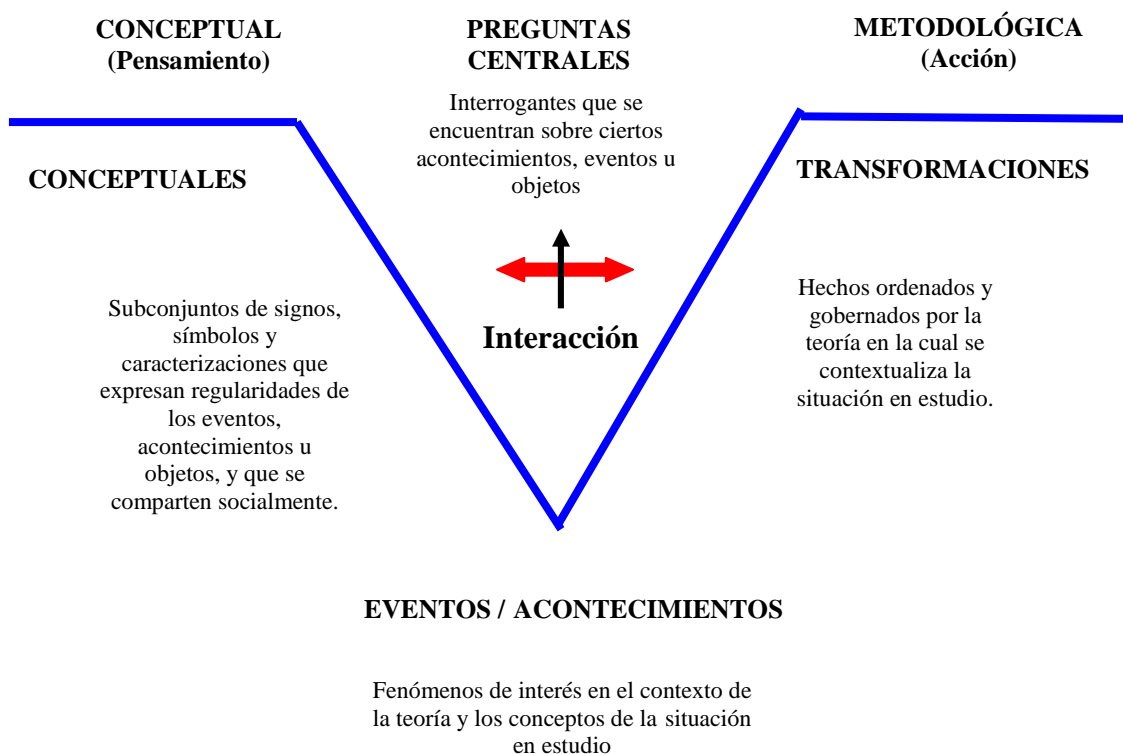 CONCEPTUAL
(Pensamiento)
PREGUNTAS
CENTRALES
Interrogantes que se
encuentran sobre ciertos
acontecimientos, eventos u
objetos
METODOLÓGICA
(Acción)
CONCEPTUALES
Subconjuntos de signos,
símbolos y
caracterizaciones que
expresan regularidades de
los eventos,
acontecimientos u
objetos, y que se
comparten socialmente.
Interacción
TRANSFORMACIONES
Hechos ordenados y
gobernados por la
teoría en la cual se
contextualiza la
situación en estudio.
EVENTOS / ACONTECIMIENTOS
Fenómenos de interés en el contexto de
la teoría y los conceptos de la situación
en estudio